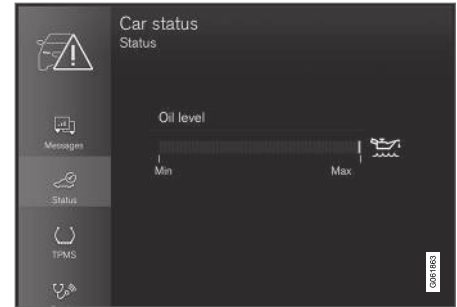 Car status
Status
Messages
Status
TPMS
Oil level
Min Max
G061863